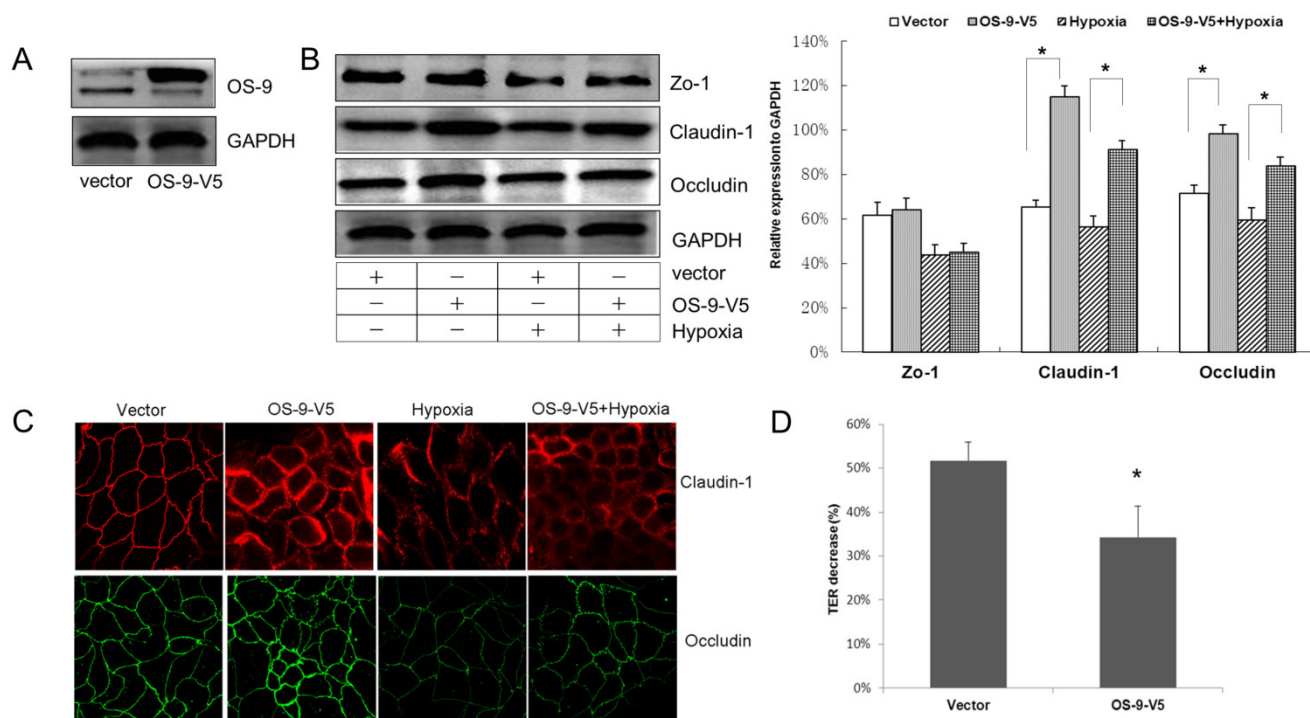 A
OS-9
GAPDH
vector OS-9-V5
B
Zo-1
Claudin-1
Occludin
GAPDH
+ − + − vector
− + − + OS-9-V5
− − + + Hypoxia
Vector OS-9-V5 Hypoxia OS-9-V5+Hypoxia
Relative expressionto GAPDH
140%
120%
100%
80%
60%
40%
20%
0%
* * * *
Zo-1 Claudin-1 Occludin
C
Vector OS-9-V5 Hypoxia OS-9-V5+Hypoxia
Claudin-1
Occludin
D
TER decrease(%)
60%
50%
40%
30%
20%
10%
0%
*
Vector OS-9-V5